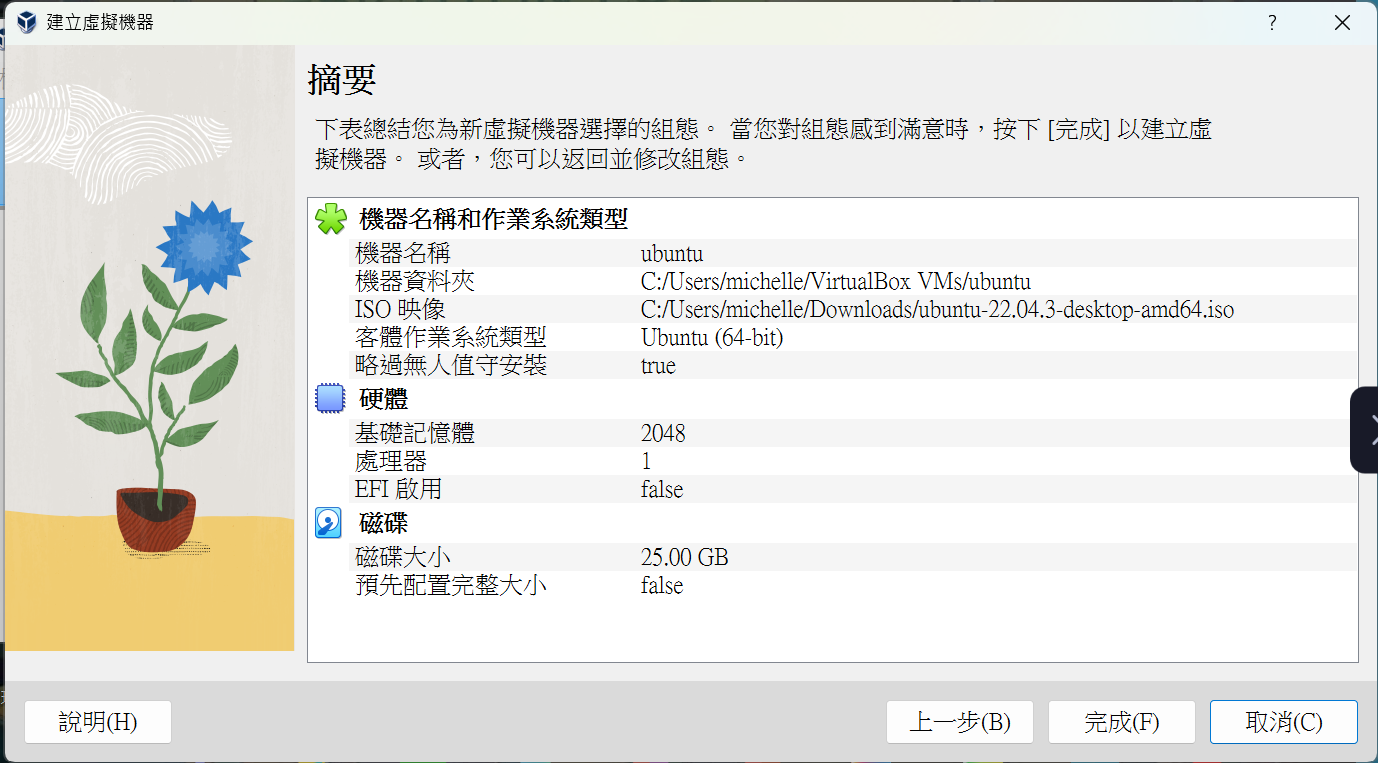 建立虛擬機器
?
摘要
下表總結您為新虛擬機器選擇的組態。 當您對組態感到滿意時，按下 [完成] 以建立虛
擬機器。 或者，您可以返回並修改組態。
機器名稱和作業系統類型
機器名稱 ubuntu
機器資料夾 C:/Users/michelle/VirtualBox VMs/ubuntu
ISO 映像 C:/Users/michelle/Downloads/ubuntu-22.04.3-desktop-amd64.iso
客體作業系統類型 Ubuntu (64-bit)
略過無人值守安裝 true
硬體
基礎記憶體 2048
處理器 1
EFI 啟用 false
磁碟
磁碟大小 25.00 GB
預先配置完整大小 false
說明(H) 上一步(B) 完成(F) 取消(C)